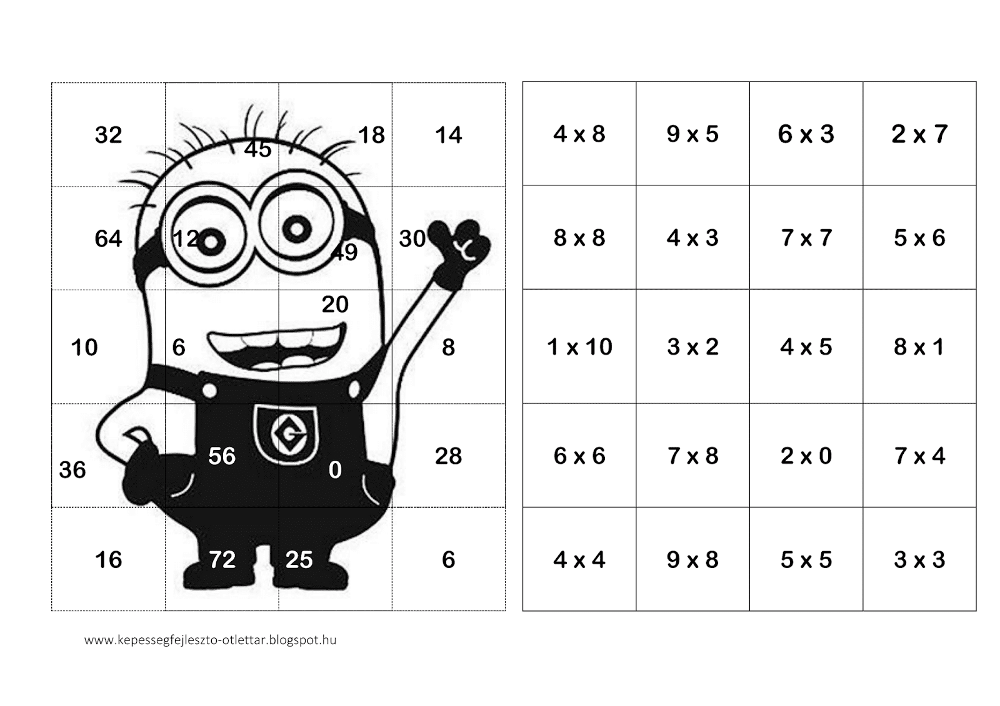 32 45 18 14
4 x 8 9 x 5 6 x 3 2 x 7
64 12 49 30
8 x 8 4 x 3 7 x 7 5 x 6
10 6 20 8
1 x 10 3 x 2 4 x 5 8 x 1
G
36 56 0 28
6 x 6 7 x 8 2 x 0 7 x 4
16 72 25 6
4 x 4 9 x 8 5 x 5 3 x 3
www.kepessegfejleszto-otlettar.blogspot.hu